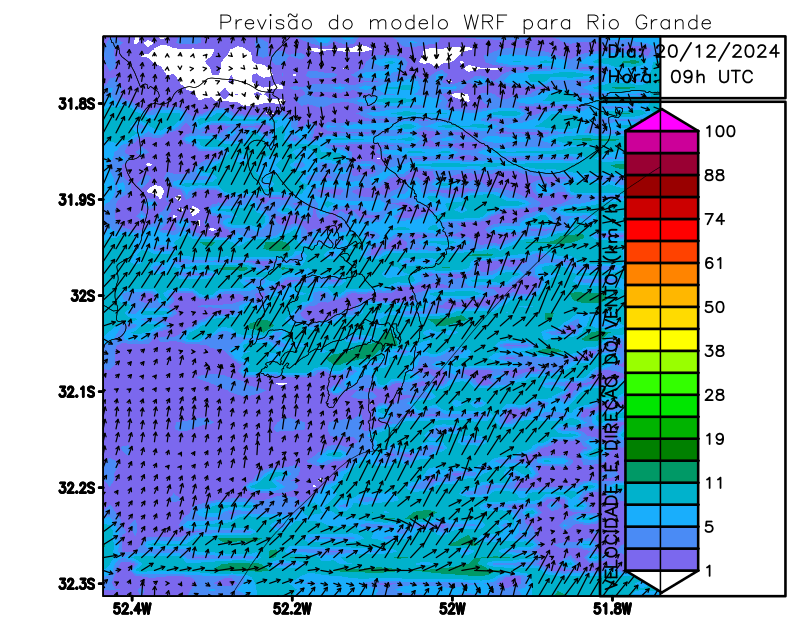 Previsão do modelo WRF para Rio Grande
Dia: 20/12/2024
Hora: 09h UTC
31.8S
31.9S
32S
32.1S
32.2S
32.3S
52.4W
52.2W
52W
51.8W
VELOCIDADE E DIREÇÃO DO VENTO (km/h)
100
88
74
61
50
38
28
19
11
5
1